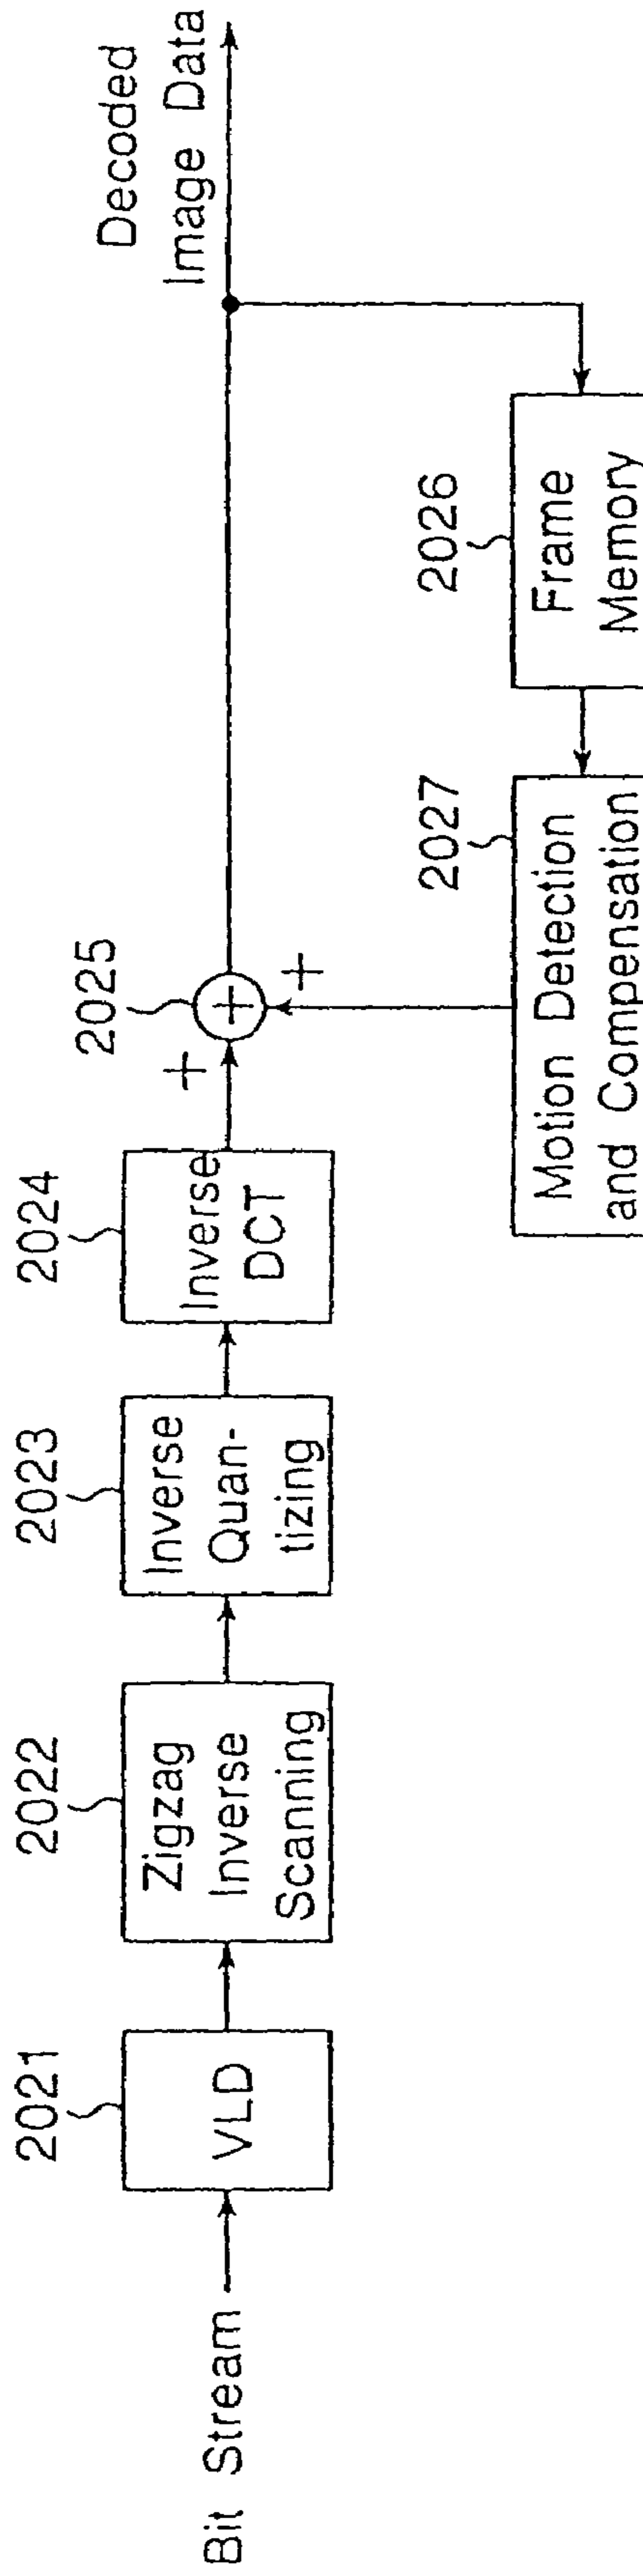 Bit Stream
2021
VLD
2022
Zigzag
Inverse
Scanning
2023
Inverse
Quan-
tizing
2024
Inverse
DCT
2025
+
+
+
Decoded
Image Data
2027
Motion Detection
and Compensation
2026
Frame
Memory